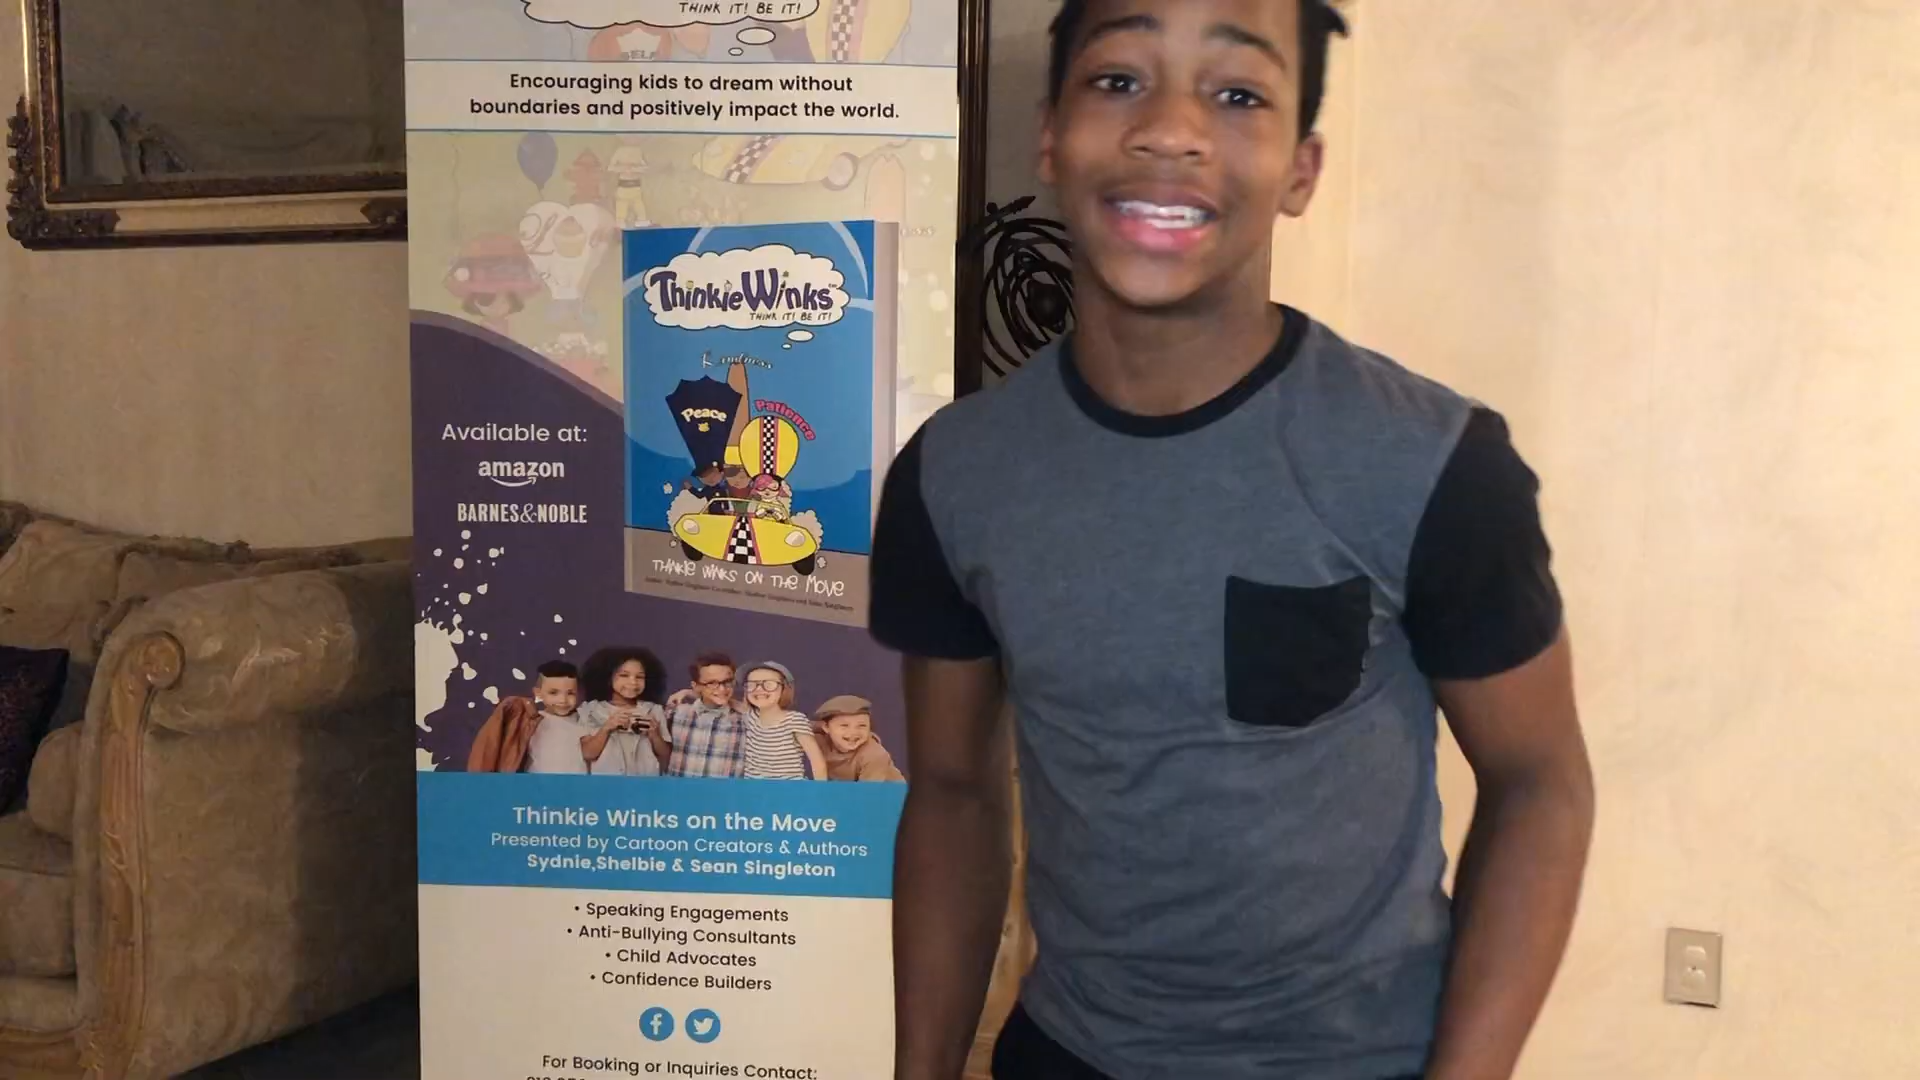 THINK IT! BE IT!
SELF
Encouraging kids to dream without
boundaries and positively impact the world.
ThinkieWinks™
THINK IT! BE IT!
Kindness
Peace
Patience
THINKIE WINKS ON THE MOVE
Available at:
amazon
BARNES&NOBLE
Thinkie Winks on the Move
Presented by Cartoon Creators & Authors
Sydnie,Shelbie & Sean Singleton
• Speaking Engagements
• Anti-Bullying Consultants
• Child Advocates
• Confidence Builders
For Booking or Inquiries Contact: